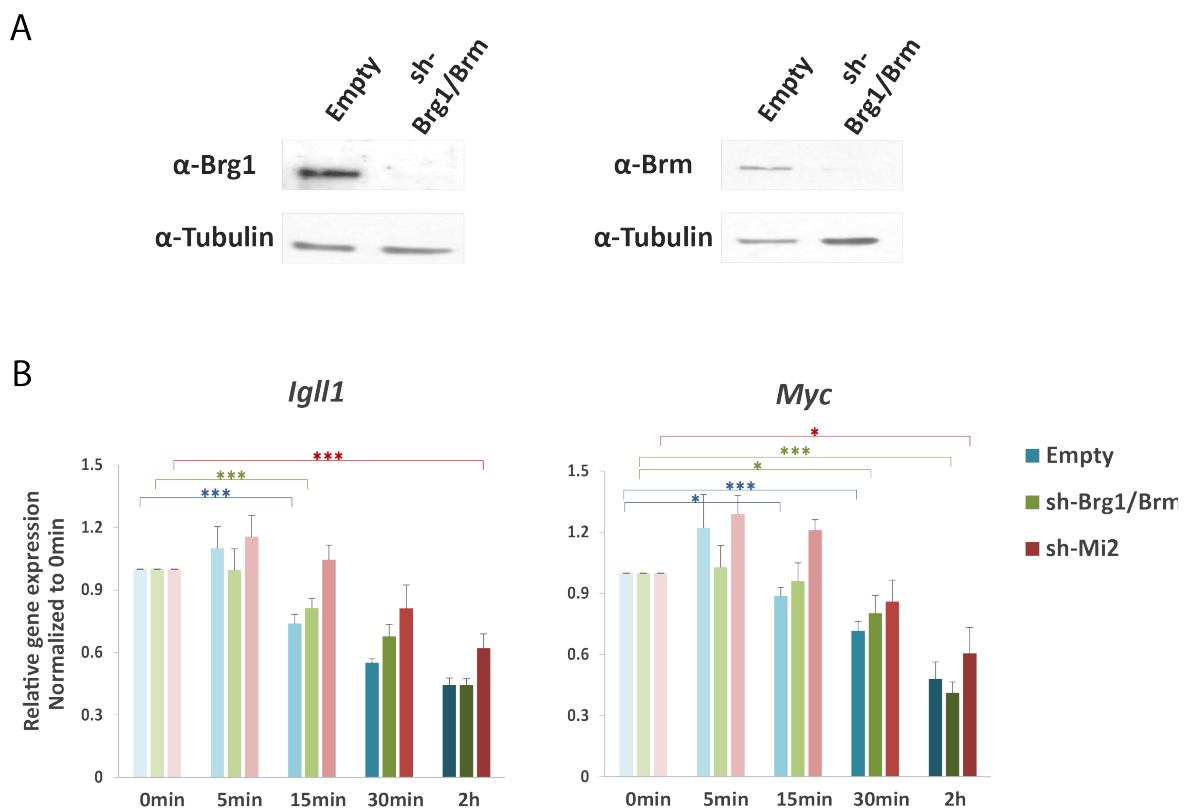 A
Empty
sh-
Brg1/Brm
Empty
sh-
Brg1/Brm
α-Brg1
α-Brm
α-Tubulin
α-Tubulin
B
Igll1
Myc
Relative gene expression
Normalized to 0min
1.5
1.2
0.9
0.6
0.3
0
***
***
***
0min 5min 15min 30min 2h
1.5
1.2
0.9
0.6
0.3
0
*
***
*
***
*
0min 5min 15min 30min 2h
Empty
sh-Brg1/Brm
sh-Mi2